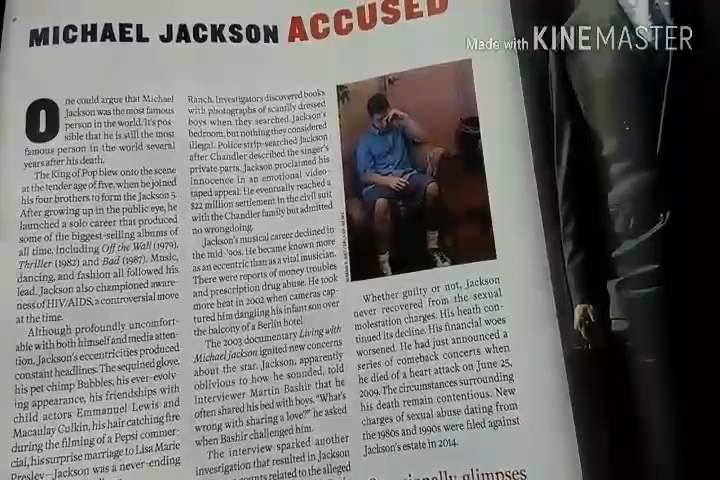 MICHAEL JACKSON ACCUSED
Made with KINEMASTER
One could argue that Michael
Jackson was the most famous
person in the world. It's pos-
sible that he is still the most
famous person in the world several
years after his death.
The King of Pop blew onto the scene
at the tender age of five, when he joined
his four brothers to form the Jackson 5.
After growing up in the public eye, he
launched a solo career that produced
some of the biggest-selling albums of
all time, including Off the Wall (1979),
Thriller (1982) and Bad (1987). Music,
dancing, and fashion all followed his
lead. Jackson also championed aware-
ness of HIV/AIDS, a controversial move
at the time.
Although profoundly uncomfort-
able with both himself and media atten-
tion, Jackson's eccentricities produced
constant headlines. The sequined glove,
his pet chimp Bubbles, his ever-evolv-
ing appearance, his friendships with
child actors Emmanuel Lewis and
Macaulay Culkin, his hair catching fire
during the filming of a Pepsi commer-
cial, his surprise marriage to Lisa Marie
Presley—Jackson was a never-ending
Ranch. Investigators discovered books
with photographs of scantily dressed
boys when they searched Jackson's
bedroom, but nothing they considered
illegal. Police strip-searched Jackson
after Chandler described the singer's
private parts. Jackson proclaimed his
innocence in an emotional video-
taped appeal. He eventually reached a
$22 million settlement in the civil suit
with the Chandler family but admitted
no wrongdoing.
Jackson's musical career declined in
the mid-'90s. He became known more
as an eccentric than as a vital musician.
There were reports of money troubles
and prescription drug abuse. He took
more heat in 2002 when cameras cap-
tured him dangling his infant son over
the balcony of a Berlin hotel.
The 2003 documentary Living with
Michael Jackson ignited new concerns
about the star. Jackson, apparently
oblivious to how he sounded, told
interviewer Martin Bashir that he
often shared his bed with boys. "What's
wrong with sharing a love?" he asked
when Bashir challenged him.
The interview sparked another
investigation that resulted in Jackson
counts related to the alleged
Whether guilty or not, Jackson
never recovered from the sexual
molestation charges. His heath con-
tinued its decline. His financial woes
worsened. He had just announced a
series of comeback concerts when
he died of a heart attack on June 25,
2009. The circumstances surrounding
his death remain contentious. New
charges of sexual abuse dating from
the 1980s and 1990s were filed against
Jackson's estate in 2014.
glimpses